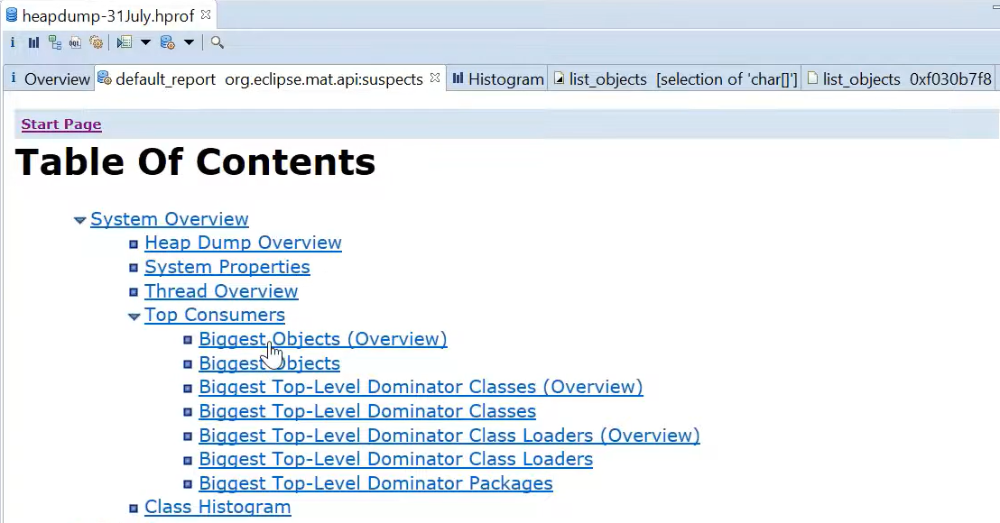 heapdump-31July.hprof
i OQL
i Overview default_report org.eclipse.mat.api:suspects Histogram list_objects [selection of 'char[]'] list_objects 0xf030b7f8
Start Page
Table Of Contents
System Overview
Heap Dump Overview
System Properties
Thread Overview
Top Consumers
Biggest Objects (Overview)
Biggest Objects
Biggest Top-Level Dominator Classes (Overview)
Biggest Top-Level Dominator Classes
Biggest Top-Level Dominator Class Loaders (Overview)
Biggest Top-Level Dominator Class Loaders
Biggest Top-Level Dominator Packages
Class Histogram